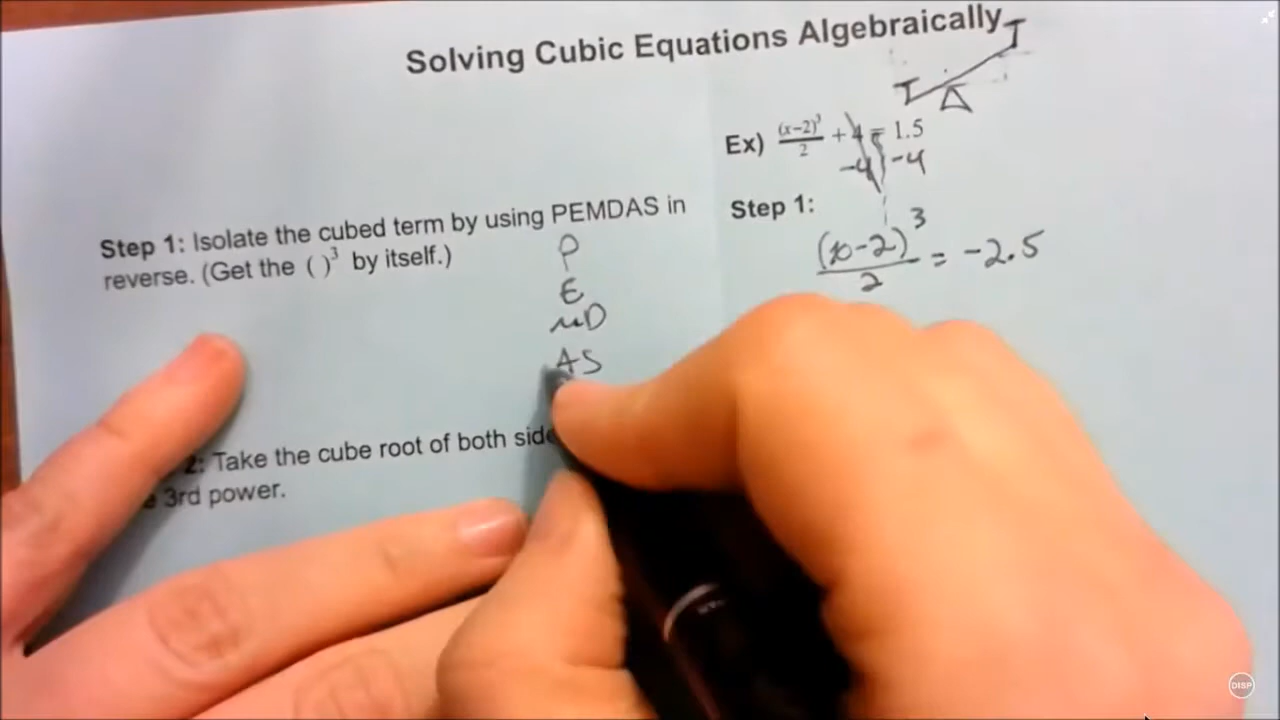 Solving Cubic Equations Algebraically
Ex) (x-2)³/2 + 4 = 1.5
-4 | -4
Step 1: Isolate the cubed term by using PEMDAS in
reverse. (Get the ( )³ by itself.)
P
E
MD
AS
Step 1:
(x-2)³/2 = -2.5
2: Take the cube root of both
3rd power.
DISP